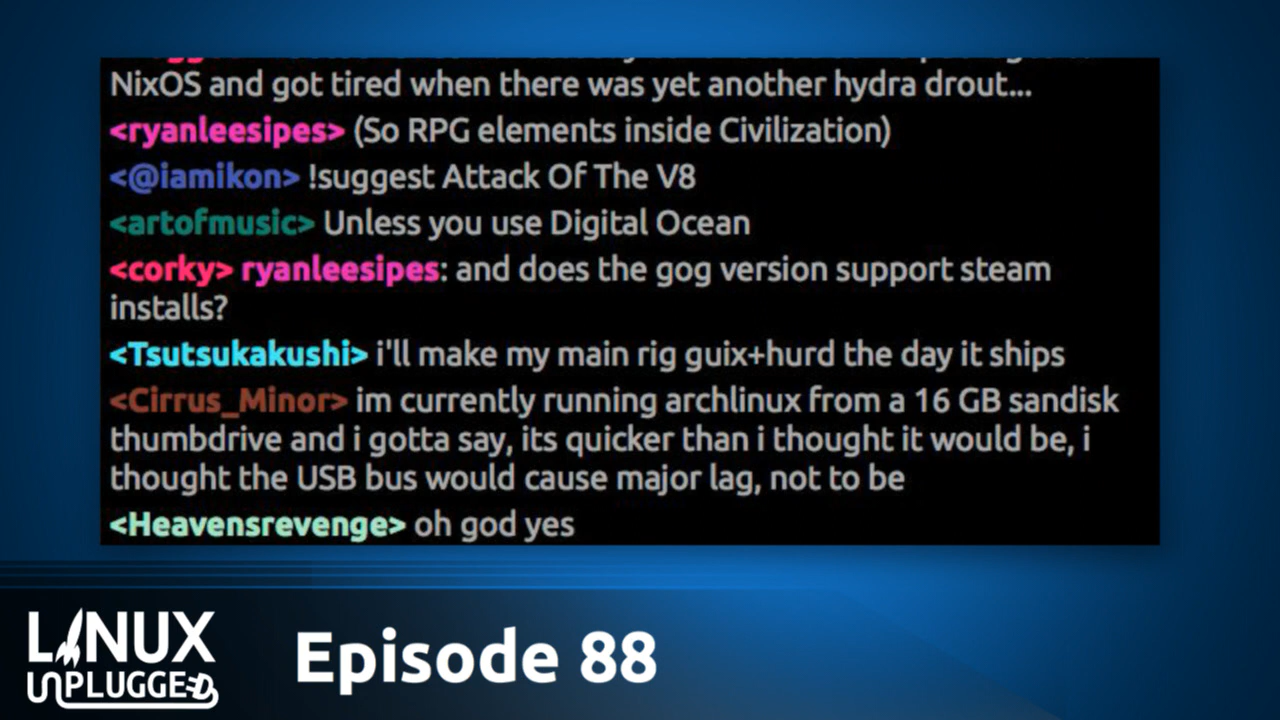 NixOS and got tired when there was yet another hydra drout...
<ryanleesipes> (So RPG elements inside Civilization)
<@iamikon> !suggest Attack Of The V8
<artofmusic> Unless you use Digital Ocean
<corky> ryanleesipes: and does the gog version support steam
installs?
<Tsutsukakushi> i'll make my main rig guix+hurd the day it ships
<Cirrus_Minor> im currently running archlinux from a 16 GB sandisk
thumbdrive and i gotta say, its quicker than i thought it would be, i
thought the USB bus would cause major lag, not to be
<Heavensrevenge> oh god yes
LINUX
UNPLUGGED
Episode 88